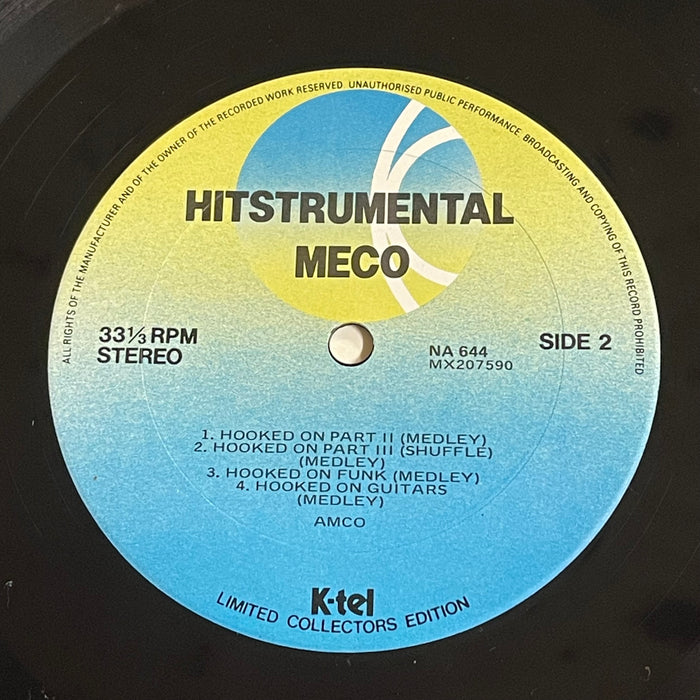 ALL RIGHTS OF THE MANUFACTURER AND OF THE OWNER OF THE RECORDED WORK RESERVED UNAUTHORISED PUBLIC PERFORMANCE BROADCASTING AND COPYING OF THIS RECORD PROHIBITED
HITSTRUMENTAL
MECO
33⅓ RPM
STEREO
NA 644
MX207590
SIDE 2
1. HOOKED ON PART II (MEDLEY)
2. HOOKED ON PART III (SHUFFLE)
(MEDLEY)
3. HOOKED ON FUNK (MEDLEY)
4. HOOKED ON GUITARS
(MEDLEY)
AMCO
K-tel
LIMITED COLLECTORS EDITION